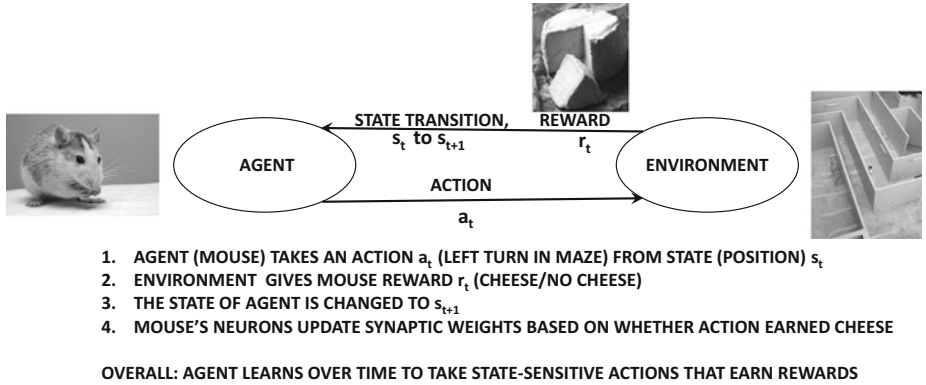 STATE TRANSITION, REWARD
s_t to s_{t+1} r_t
AGENT
ENVIRONMENT
ACTION
a_t
1. AGENT (MOUSE) TAKES AN ACTION a_t (LEFT TURN IN MAZE) FROM STATE (POSITION) s_t
2. ENVIRONMENT GIVES MOUSE REWARD r_t (CHEESE/NO CHEESE)
3. THE STATE OF AGENT IS CHANGED TO s_{t+1}
4. MOUSE'S NEURONS UPDATE SYNAPTIC WEIGHTS BASED ON WHETHER ACTION EARNED CHEESE
OVERALL: AGENT LEARNS OVER TIME TO TAKE STATE-SENSITIVE ACTIONS THAT EARN REWARDS